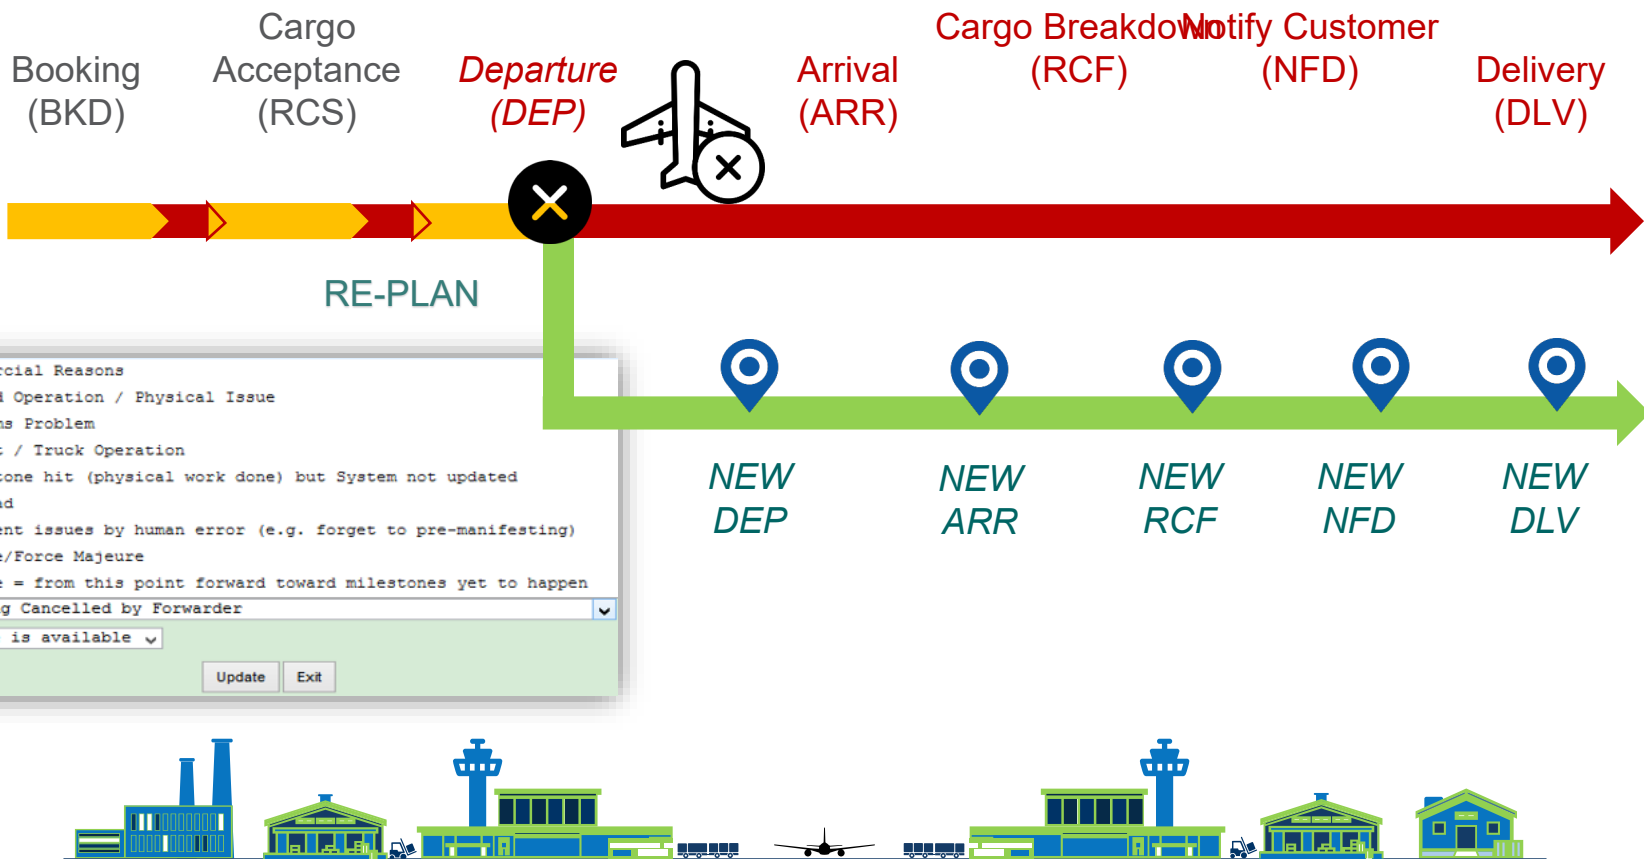 Booking
(BKD)
Cargo
Acceptance
(RCS)
Departure
(DEP)
Arrival
(ARR)
Cargo Breakdown
(RCF)
Notify Customer
(NFD)
Delivery
(DLV)
RE-PLAN
Reasons
Operation / Physical Issue
Problem
/ Truck Operation
hit (physical work done) but System not updated
issues by human error (e.g. forget to pre-manifesting)
/Force Majeure
= from this point forward toward milestones yet to happen
Cancelled by Forwarder
is available
Update
Exit
NEW
DEP
NEW
ARR
NEW
RCF
NEW
NFD
NEW
DLV